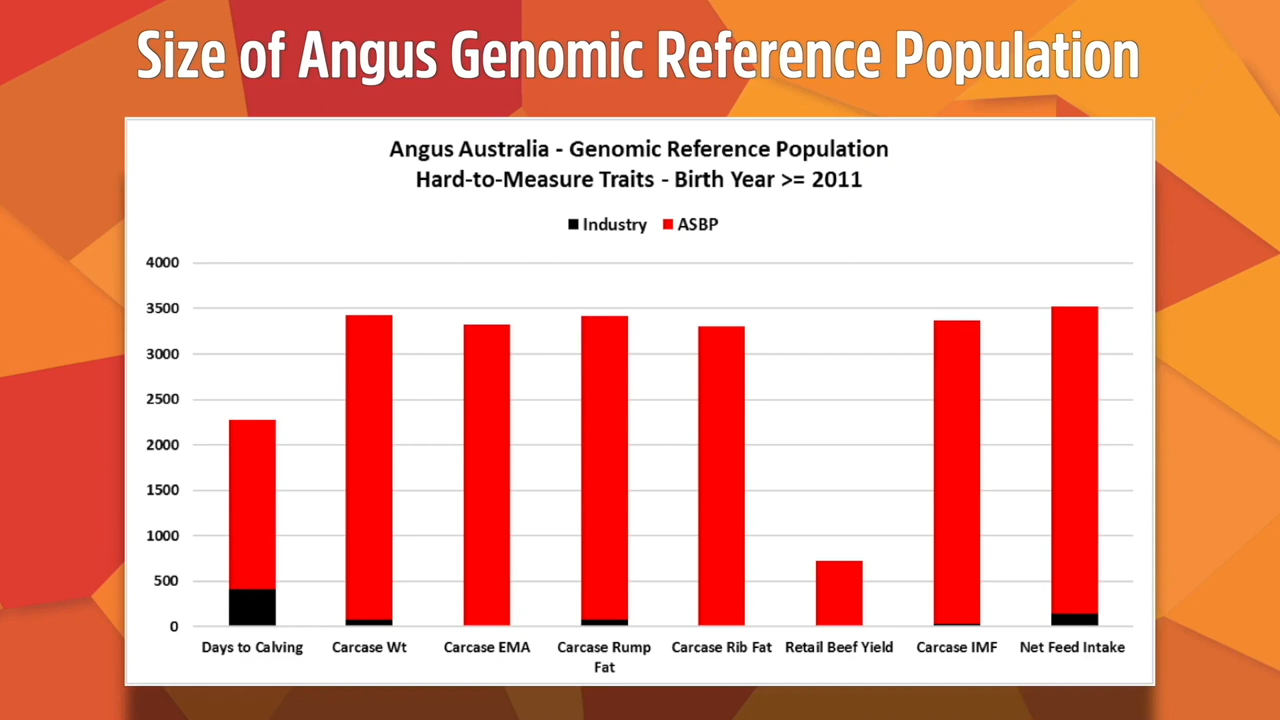 Size of Angus Genomic Reference Population
Angus Australia - Genomic Reference Population
Hard-to-Measure Traits - Birth Year >= 2011
Industry ASBP
4000
3500
3000
2500
2000
1500
1000
500
0
Days to Calving Carcase Wt Carcase EMA Carcase Rump Carcase Rib Fat Retail Beef Yield Carcase IMF Net Feed Intake
Fat